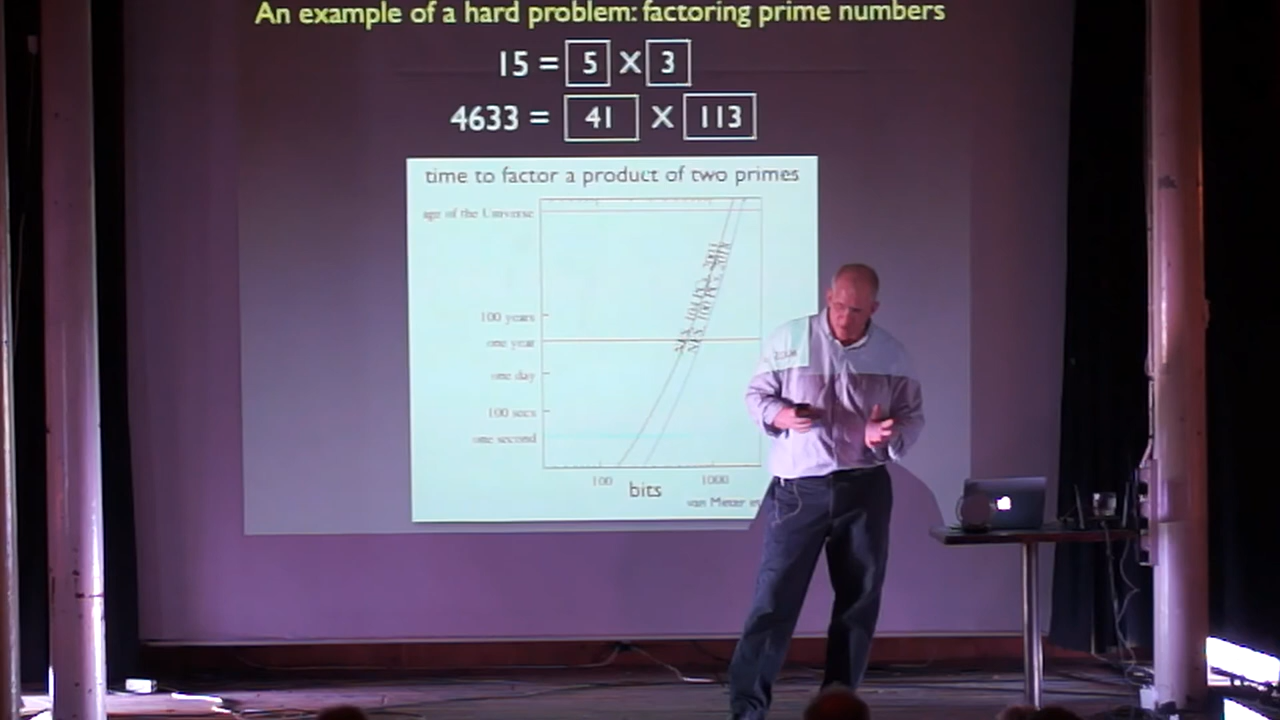 An example of a hard problem: factoring prime numbers
15 = 5 X 3
4633 = 41 X 113
time to factor a product of two primes
age of the Universe
100 years
one year
one day
100 secs
one second
100
1000
bits
van Meter